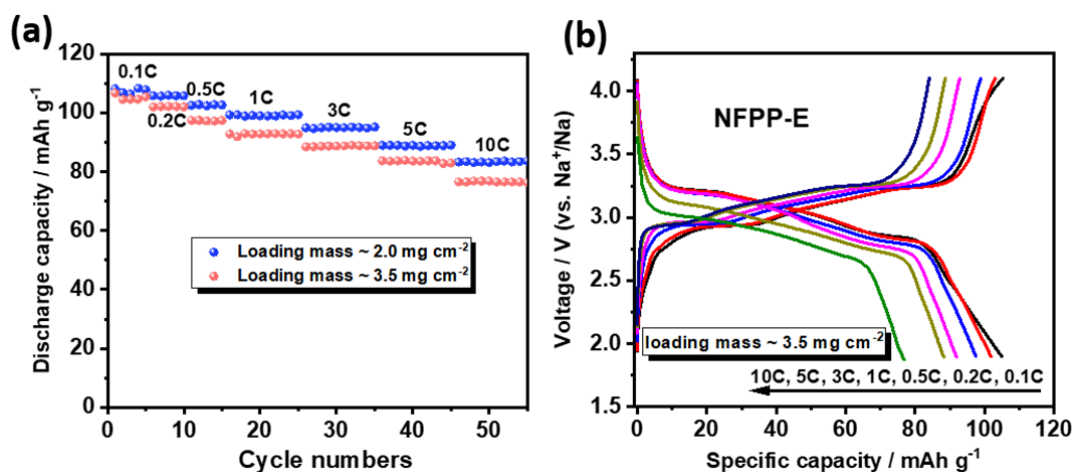 (a)
120
100
80
60
40
20
0
Discharge capacity / mAh g⁻¹
0.1C
0.2C
0.5C
1C
3C
5C
10C
Loading mass ~ 2.0 mg cm⁻²
Loading mass ~ 3.5 mg cm⁻²
0 10 20 30 40 50
Cycle numbers
(b)
4.0
3.5
3.0
2.5
2.0
1.5
Voltage / V (vs. Na⁺/Na)
NFPP-E
loading mass ~ 3.5 mg cm⁻²
10C, 5C, 3C, 1C, 0.5C, 0.2C, 0.1C
0 20 40 60 80 100 120
Specific capacity / mAh g⁻¹